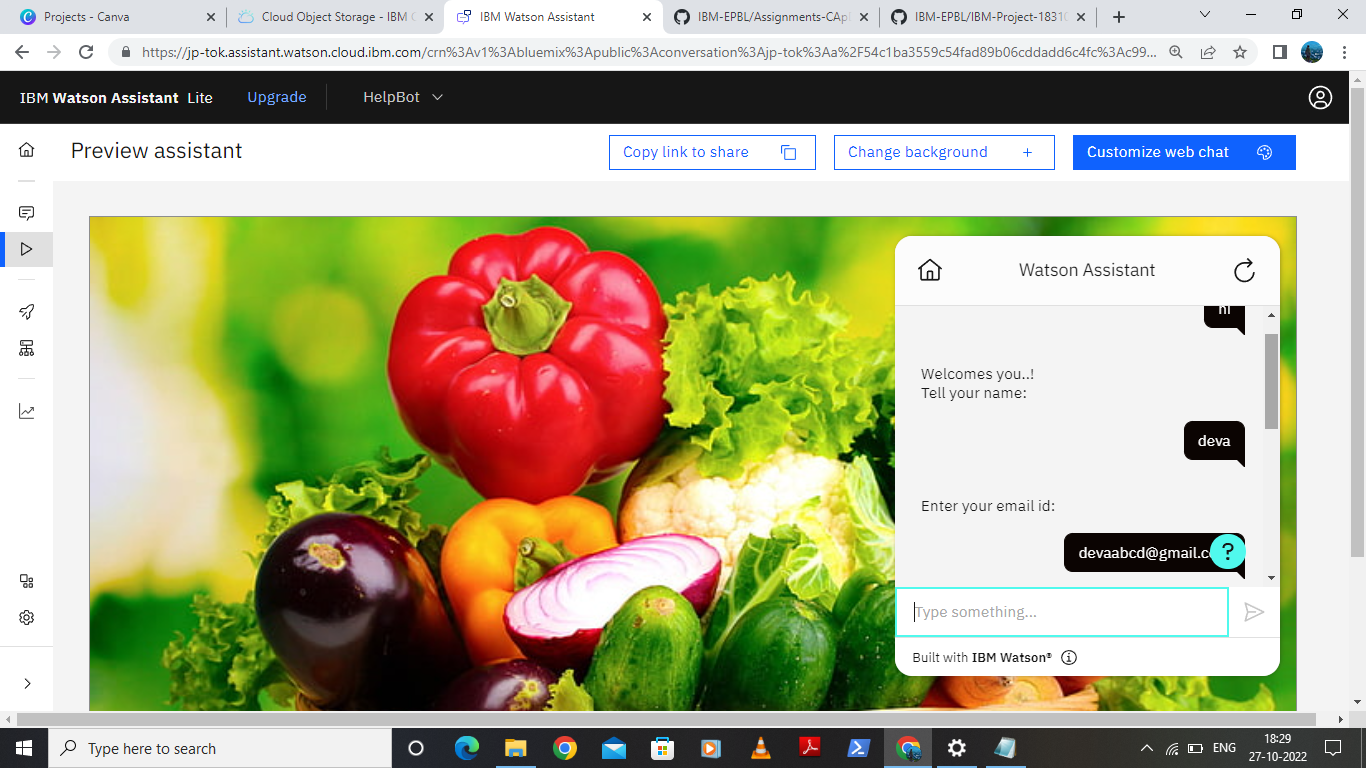 Projects - Canva
Cloud Object Storage - IBM
IBM Watson Assistant
IBM-EPBL/Assignments-CAp
IBM-EPBL/IBM-Project-1831
https://jp-tok.assistant.watson.cloud.ibm.com/crn%3Av1%3Abluemix%3Apublic%3Aconversation%3Ajp-tok%3Aa%2F54c1ba3559c54fad89b06cddadd6c4fc%3Ac99...
IBM Watson Assistant Lite
Upgrade
HelpBot
Preview assistant
Copy link to share
Change background
Customize web chat
Watson Assistant
hi
Welcomes you..!
Tell your name:
deva
Enter your email id:
devaabcd@gmail.c
?
Type something...
Built with IBM Watson®
Type here to search
ENG
18:29
27-10-2022